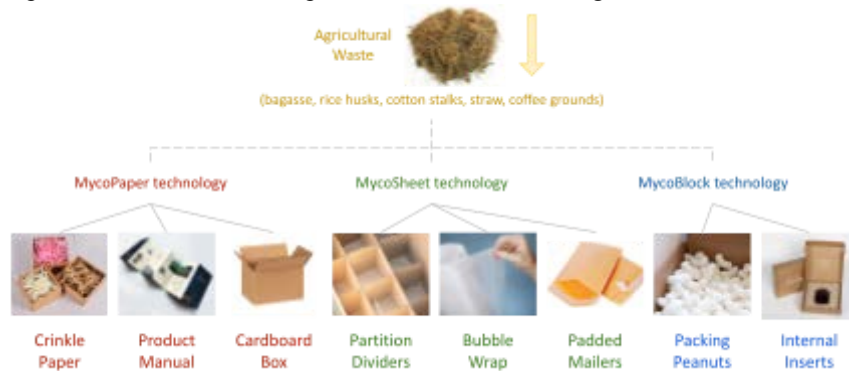 Agricultural
Waste
(bagasse, rice husks, cotton stalks, straw, coffee grounds)
MycoPaper technology
MycoSheet technology
MycoBlock technology
Crinkle
Paper
Product
Manual
Cardboard
Box
Partition
Dividers
Bubble
Wrap
Padded
Mailers
Packing
Peanuts
Internal
Inserts